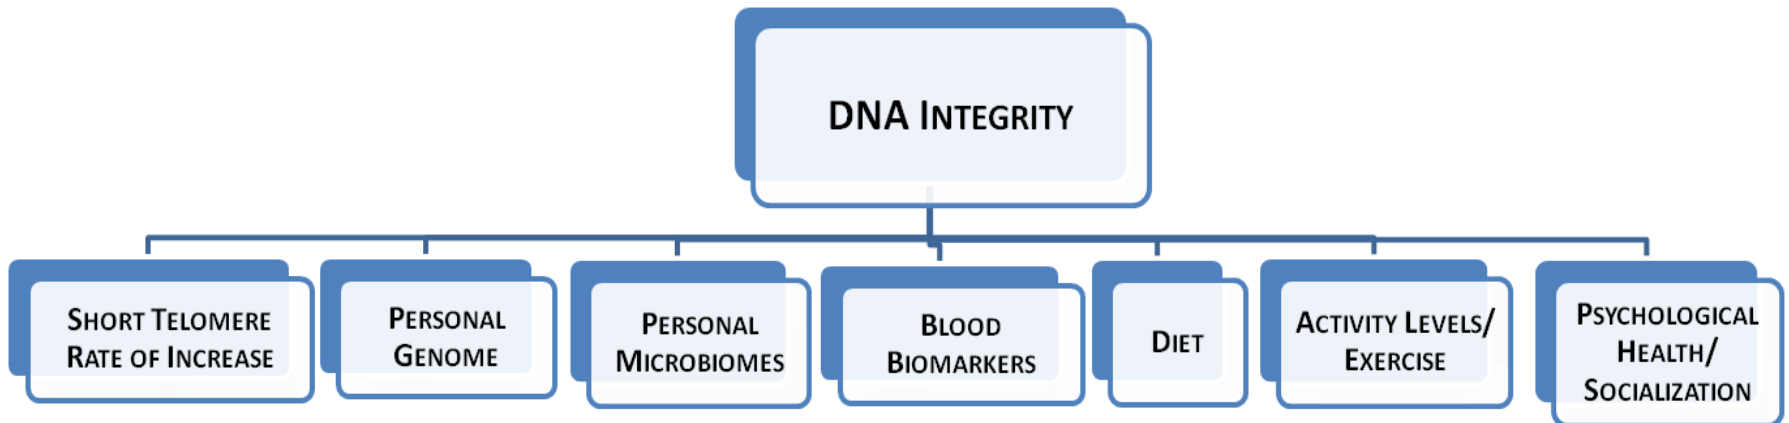 DNA Integrity
Short Telomere
Rate of Increase
Personal
Genome
Personal
Microbiomes
Blood
Biomarkers
Diet
Activity Levels/
Exercise
Psychological
Health/
Socialization